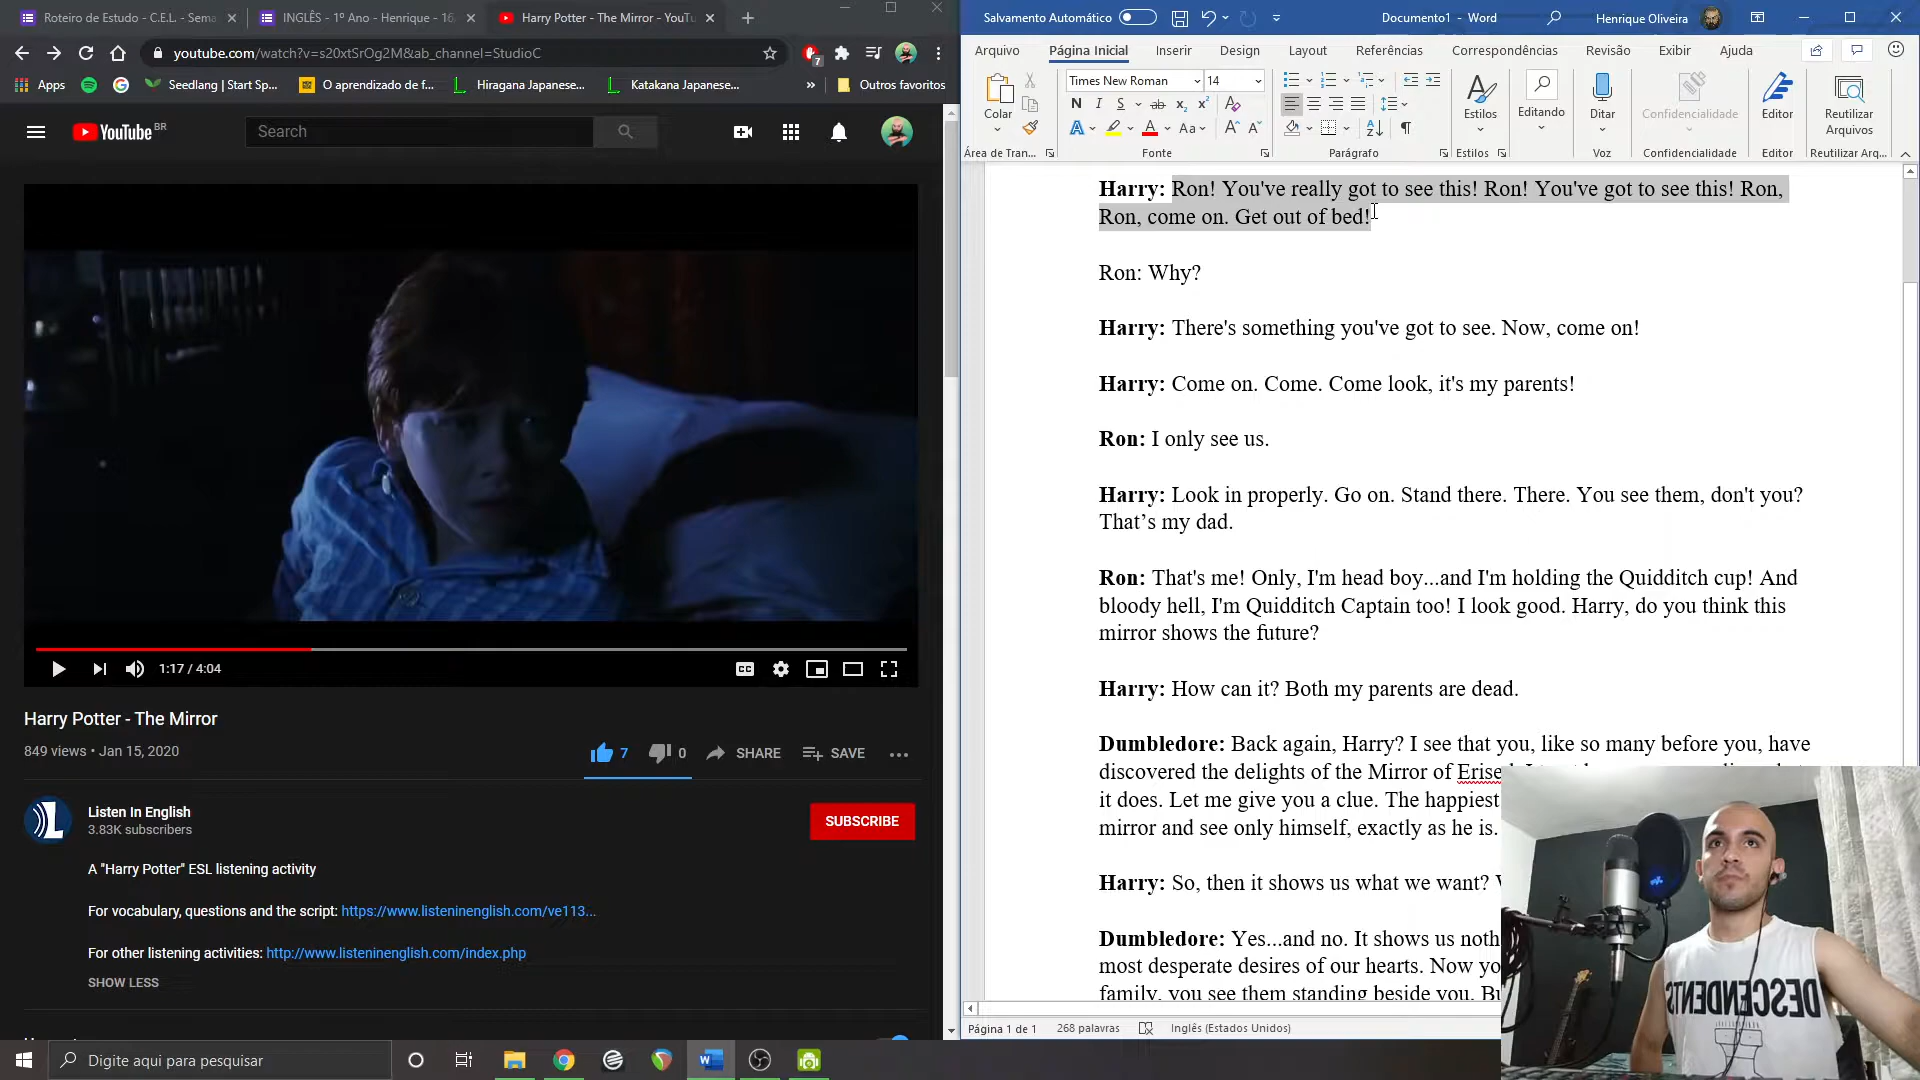 Roteiro de Estudo - C.E.L. - Sema
INGLÊS - 1º Ano - Henrique - 16
Harry Potter - The Mirror - YouTu
youtube.com/watch?v=s20xtSrOg2M&ab_channel=StudioC
7
Apps
Seedlang | Start Sp...
O aprendizado de f...
Hiragana Japanese...
Katakana Japanese...
»
Outros favoritos
YouTube BR
Search
1:17 / 4:04
CC
Harry Potter - The Mirror
849 views • Jan 15, 2020
7
0
SHARE
SAVE
Listen In English
3.83K subscribers
SUBSCRIBE
A "Harry Potter" ESL listening activity
For vocabulary, questions and the script: https://www.listeninenglish.com/ve113...
For other listening activities: http://www.listeninenglish.com/index.php
SHOW LESS
Salvamento Automático
Documento1 - Word
Henrique Oliveira
Arquivo
Página Inicial
Inserir
Design
Layout
Referências
Correspondências
Revisão
Exibir
Ajuda
Colar
Times New Roman
14
N I S ab x₂ x²
Aa
Estilos
Editando
Ditar
Confidencialidade
Editor
Reutilizar Arquivos
Área de Tran...
Fonte
Parágrafo
Estilos
Voz
Confidencialidade
Editor
Reutilizar Arq...
Harry: Ron! You've really got to see this! Ron! You've got to see this! Ron,
Ron, come on. Get out of bed!
Ron: Why?
Harry: There's something you've got to see. Now, come on!
Harry: Come on. Come. Come look, it's my parents!
Ron: I only see us.
Harry: Look in properly. Go on. Stand there. There. You see them, don't you?
That’s my dad.
Ron: That's me! Only, I'm head boy...and I'm holding the Quidditch cup! And
bloody hell, I'm Quidditch Captain too! I look good. Harry, do you think this
mirror shows the future?
Harry: How can it? Both my parents are dead.
Dumbledore: Back again, Harry? I see that you, like so many before you, have
discovered the delights of the Mirror of Erise
it does. Let me give you a clue. The happiest
mirror and see only himself, exactly as he is.
Harry: So, then it shows us what we want?
Dumbledore: Yes...and no. It shows us noth
most desperate desires of our hearts. Now yo
family, you see them standing beside you. Bu
Página 1 de 1
268 palavras
Inglês (Estados Unidos)
DESCENDENTS
Digite aqui para pesquisar